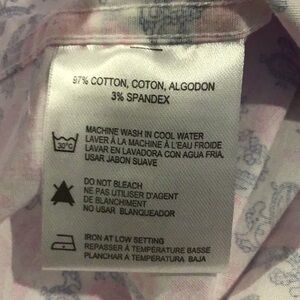 97% COTTON, COTON, ALGODON
3% SPANDEX
30°C
MACHINE WASH IN COOL WATER
LAVER À LA MACHINE À L'EAU FROIDE
LAVAR EN LAVADORA CON AGUA FRIA,
USAR JABON SUAVE
DO NOT BLEACH
NE PAS UTILISER D'AGENT
DE BLANCHIMENT
NO USAR BLANQUEADOR
IRON AT LOW SETTING
REPASSER À TEMPÉRATURE BASSE
PLANCHAR A TEMPERATURA BAJA